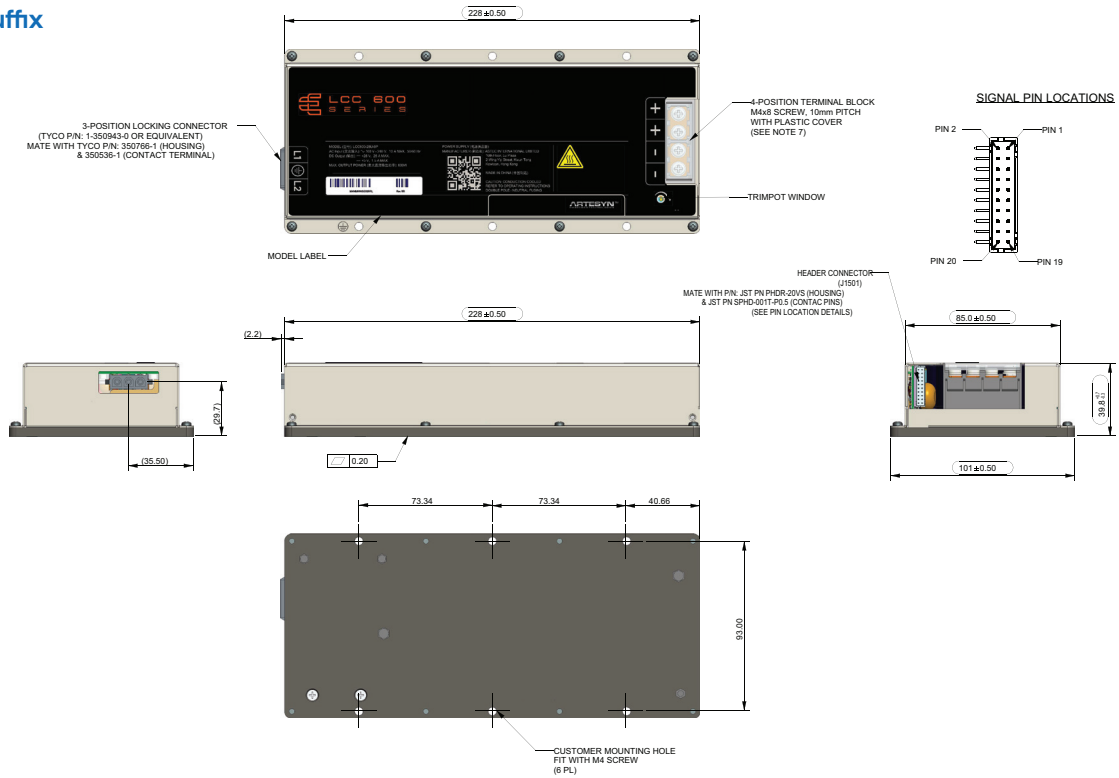 uffix
228±0.50
LCC 600
SERIES
3-POSITION LOCKING CONNECTOR
(TYCO P/N: 1-350943-0 OR EQUIVALENT)
MATE WITH TYCO P/N: 350766-1 (HOUSING)
& 350536-1 (CONTACT TERMINAL)
L1
L2
+
+
-
-
4-POSITION TERMINAL BLOCK
M4x8 SCREW, 10mm PITCH
WITH PLASTIC COVER
(SEE NOTE 7)
ARTESYN
TRIMPOT WINDOW
MODEL LABEL
SIGNAL PIN LOCATIONS
PIN 2
PIN 1
PIN 20
PIN 19
HEADER CONNECTOR
(J1501)
MATE WITH P/N: JST PN PHDR-20VS (HOUSING)
& JST PN SPHD-001T-P0.5 (CONTAC PINS)
(SEE PIN LOCATION DETAILS)
228±0.50
(2.2)
85.0±0.50
(29.7)
(35.50)
0.20
39.8
101±0.50
73.34
73.34
40.66
93.00
CUSTOMER MOUNTING HOLE
FIT WITH M4 SCREW
(6 PL)